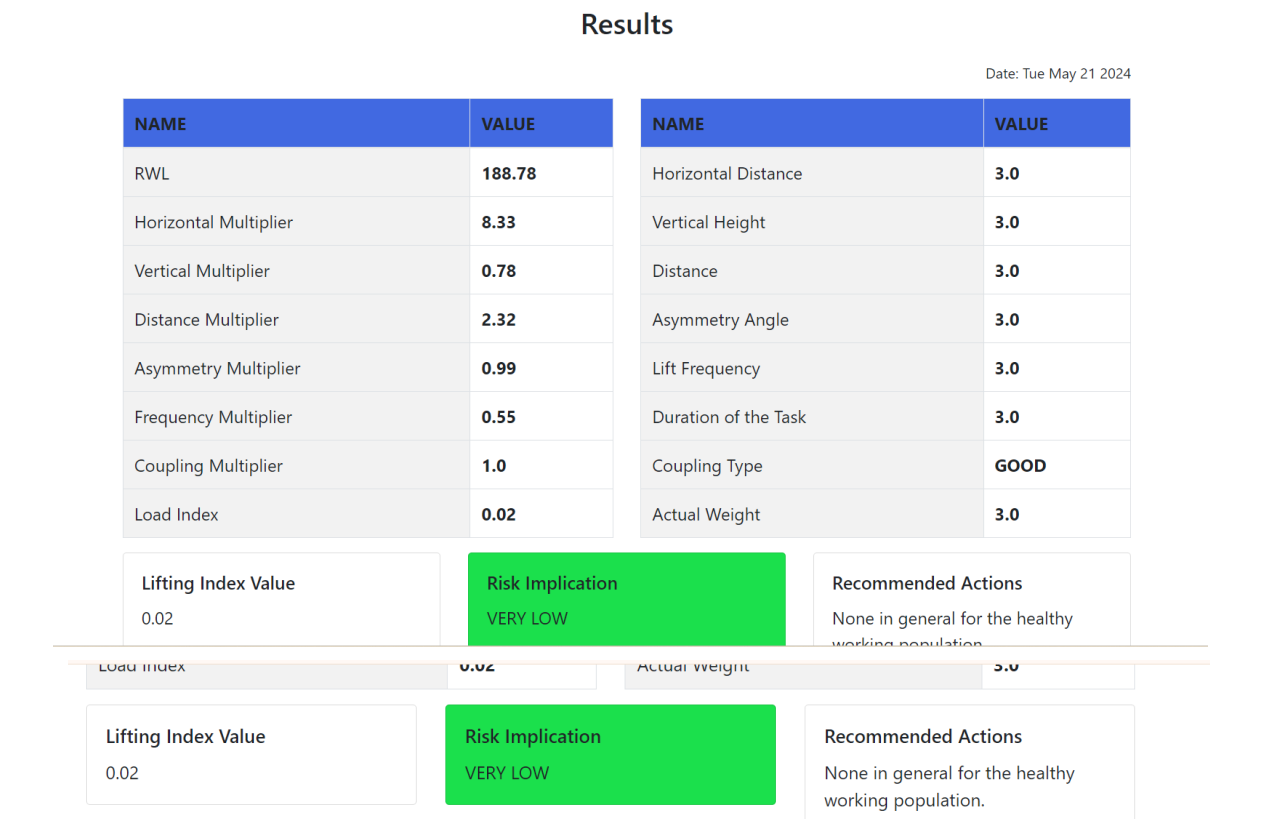 Results
Date: Tue May 21 2024
NAME VALUE NAME VALUE
RWL 188.78 Horizontal Distance 3.0
Horizontal Multiplier 8.33 Vertical Height 3.0
Vertical Multiplier 0.78 Distance 3.0
Distance Multiplier 2.32 Asymmetry Angle 3.0
Asymmetry Multiplier 0.99 Lift Frequency 3.0
Frequency Multiplier 0.55 Duration of the Task 3.0
Coupling Multiplier 1.0 Coupling Type GOOD
Load Index 0.02 Actual Weight 3.0
Lifting Index Value Risk Implication Recommended Actions
0.02 VERY LOW None in general for the healthy
working population
Load Index 0.02 Actual Weight 3.0
Lifting Index Value Risk Implication Recommended Actions
0.02 VERY LOW None in general for the healthy
working population.